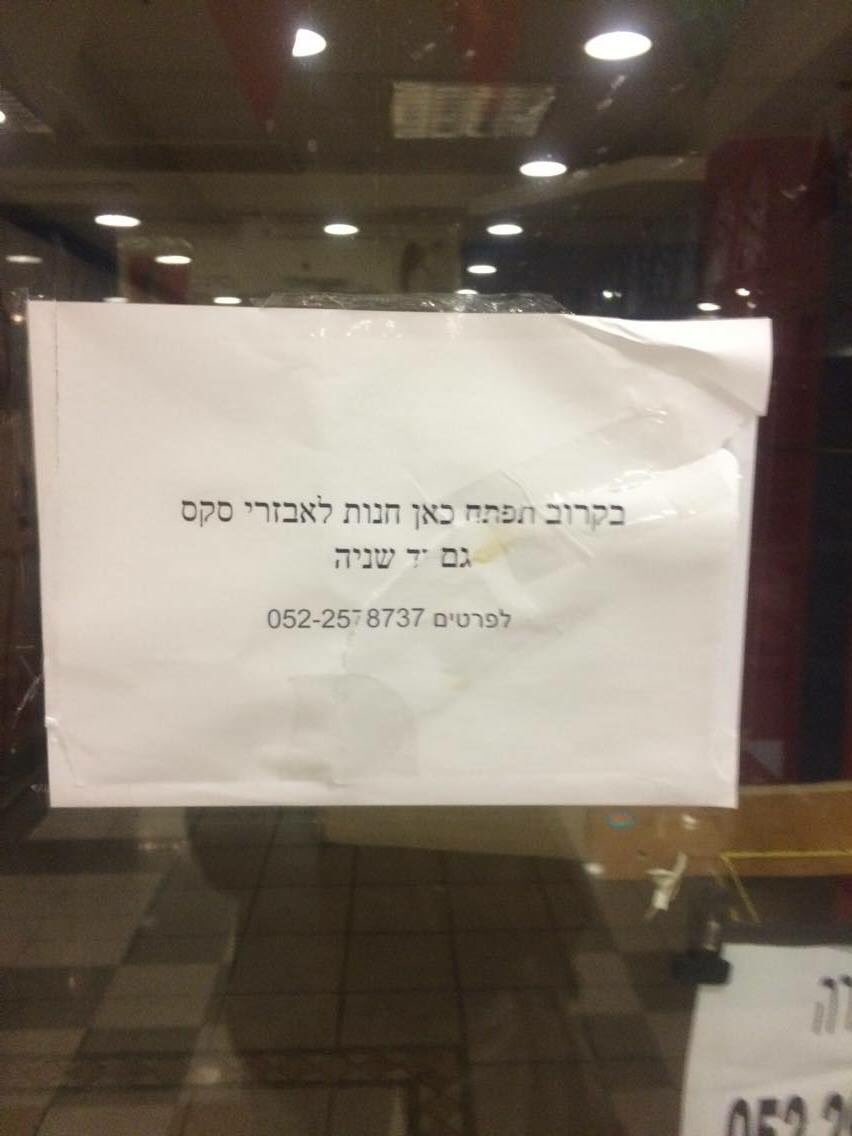 בקרוב תפתח כאן חנות לאבזרי סקס
גם יד שניה
לפרטים 052-2578737